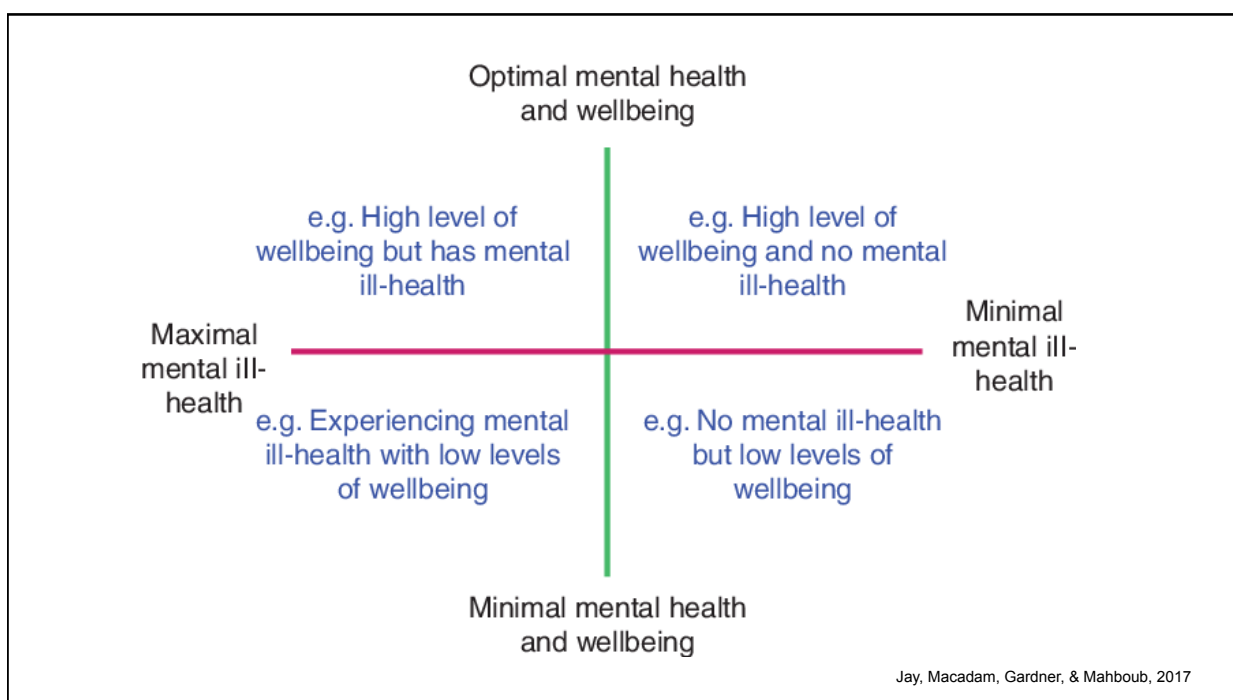 Optimal mental health
and wellbeing
e.g. High level of
wellbeing but has mental
ill-health
e.g. High level of
wellbeing and no mental
ill-health
Maximal
mental ill-
health
Minimal
mental ill-
health
e.g. Experiencing mental
ill-health with low levels
of wellbeing
e.g. No mental ill-health
but low levels of
wellbeing
Minimal mental health
and wellbeing
Jay, Macadam, Gardner, & Mahboub, 2017